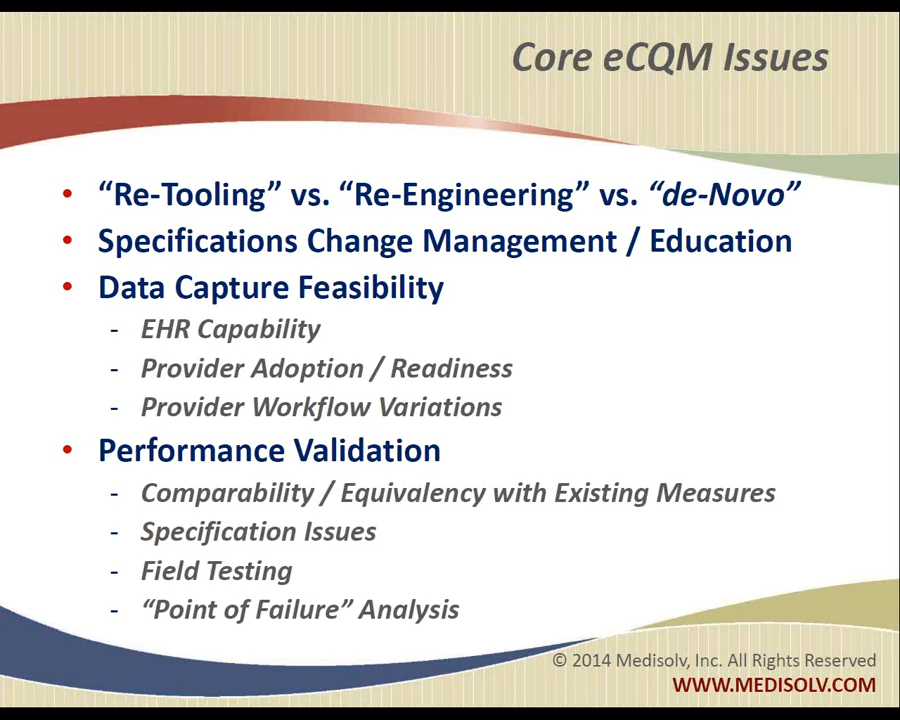 Core eCQM Issues
• “Re-Tooling” vs. “Re-Engineering” vs. “de-Novo”
• Specifications Change Management / Education
• Data Capture Feasibility
- EHR Capability
- Provider Adoption / Readiness
- Provider Workflow Variations
• Performance Validation
- Comparability / Equivalency with Existing Measures
- Specification Issues
- Field Testing
- “Point of Failure” Analysis
© 2014 Medisolv, Inc. All Rights Reserved
WWW.MEDISOLV.COM